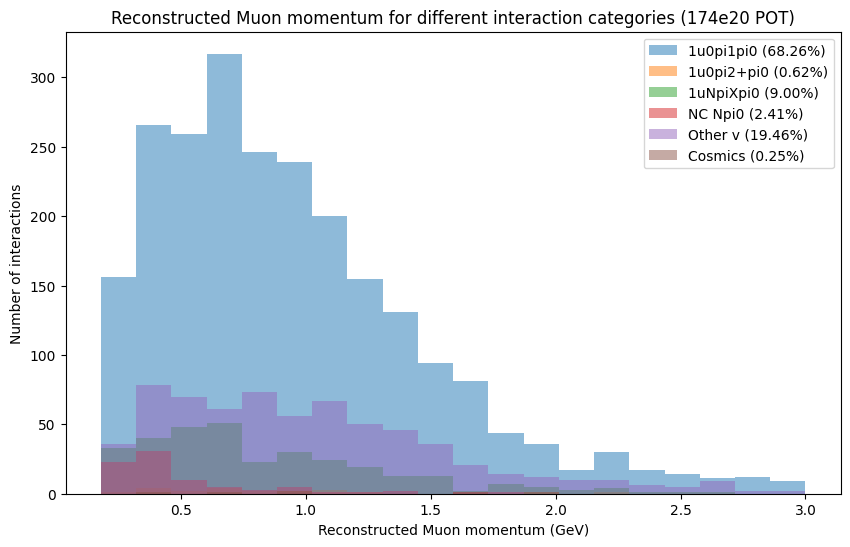 Reconstructed Muon momentum for different interaction categories (174e20 POT)
1u0pi1pi0 (68.26%)
1u0pi2+pi0 (0.62%)
1uNpiXpi0 (9.00%)
NC Npi0 (2.41%)
Other v (19.46%)
Cosmics (0.25%)
Number of interactions
300
250
200
150
100
50
0
0.5
1.0
1.5
2.0
2.5
3.0
Reconstructed Muon momentum (GeV)